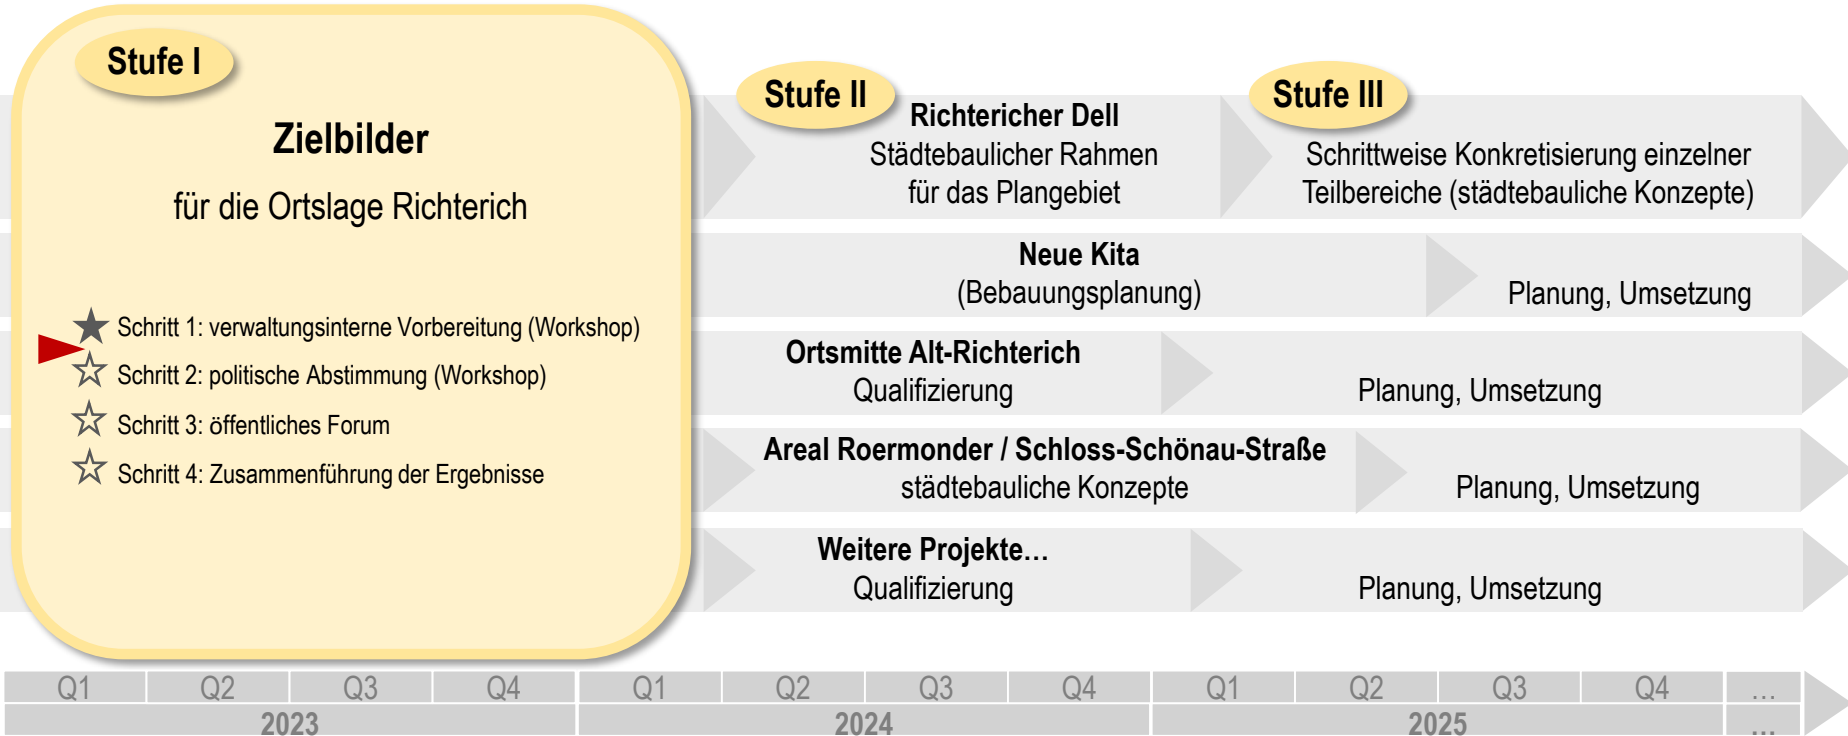 Stufe I
Zielbilder
für die Ortslage Richterich
Schritt 1: verwaltungsinterne Vorbereitung (Workshop)
Schritt 2: politische Abstimmung (Workshop)
Schritt 3: öffentliches Forum
Schritt 4: Zusammenführung der Ergebnisse
Stufe II
Richtericher Dell
Städtebaulicher Rahmen
für das Plangebiet
Stufe III
Schrittweise Konkretisierung einzelner
Teilbereiche (städtebauliche Konzepte)
Neue Kita
(Bebauungsplanung)
Planung, Umsetzung
Ortsmitte Alt-Richterich
Qualifizierung
Planung, Umsetzung
Areal Roermonder / Schloss-Schönau-Straße
städtebauliche Konzepte
Planung, Umsetzung
Weitere Projekte…
Qualifizierung
Planung, Umsetzung
Q1 Q2 Q3 Q4 Q1 Q2 Q3 Q4 Q1 Q2 Q3 Q4 …
2023 2024 2025 …